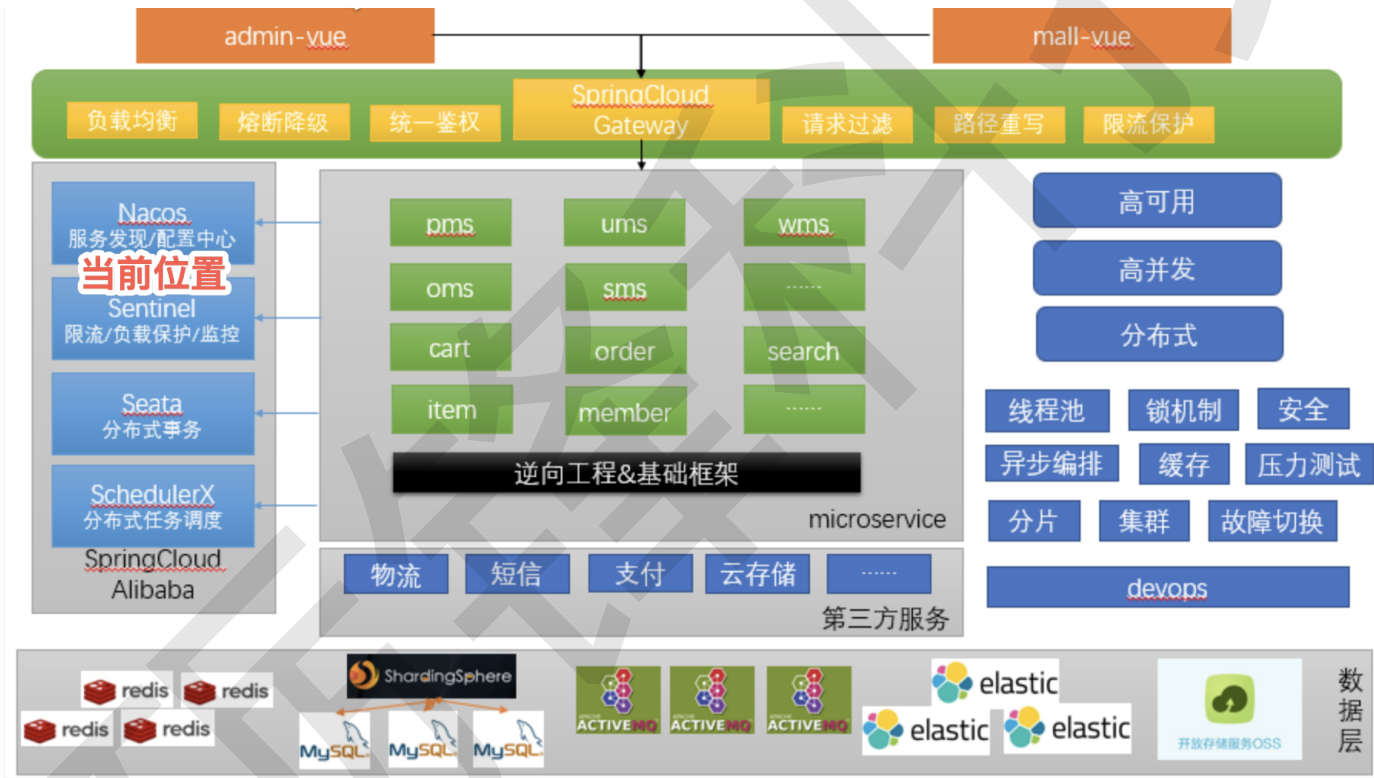 admin-vue
mall-vue
负载均衡
熔断降级
统一鉴权
SpringCloud
Gateway
请求过滤
路径重写
限流保护
Nacos
服务发现/配置中心
当前位置
Sentinel
限流/负载保护/监控
Seata
分布式事务
SchedulerX
分布式任务调度
SpringCloud
Alibaba
pms
ums
wms
oms
sms
......
cart
order
search
item
member
......
逆向工程&基础框架
microservice
物流
短信
支付
云存储
......
第三方服务
高可用
高并发
分布式
线程池
锁机制
安全
异步编排
缓存
压力测试
分片
集群
故障切换
devops
redis
redis
redis
redis
ShardingSphere
MySQL
MySQL
MySQL
APACHE
ACTIVEMQ
APACHE
ACTIVEMQ
APACHE
ACTIVEMQ
elastic
elastic
elastic
开放存储服务OSS
数据层